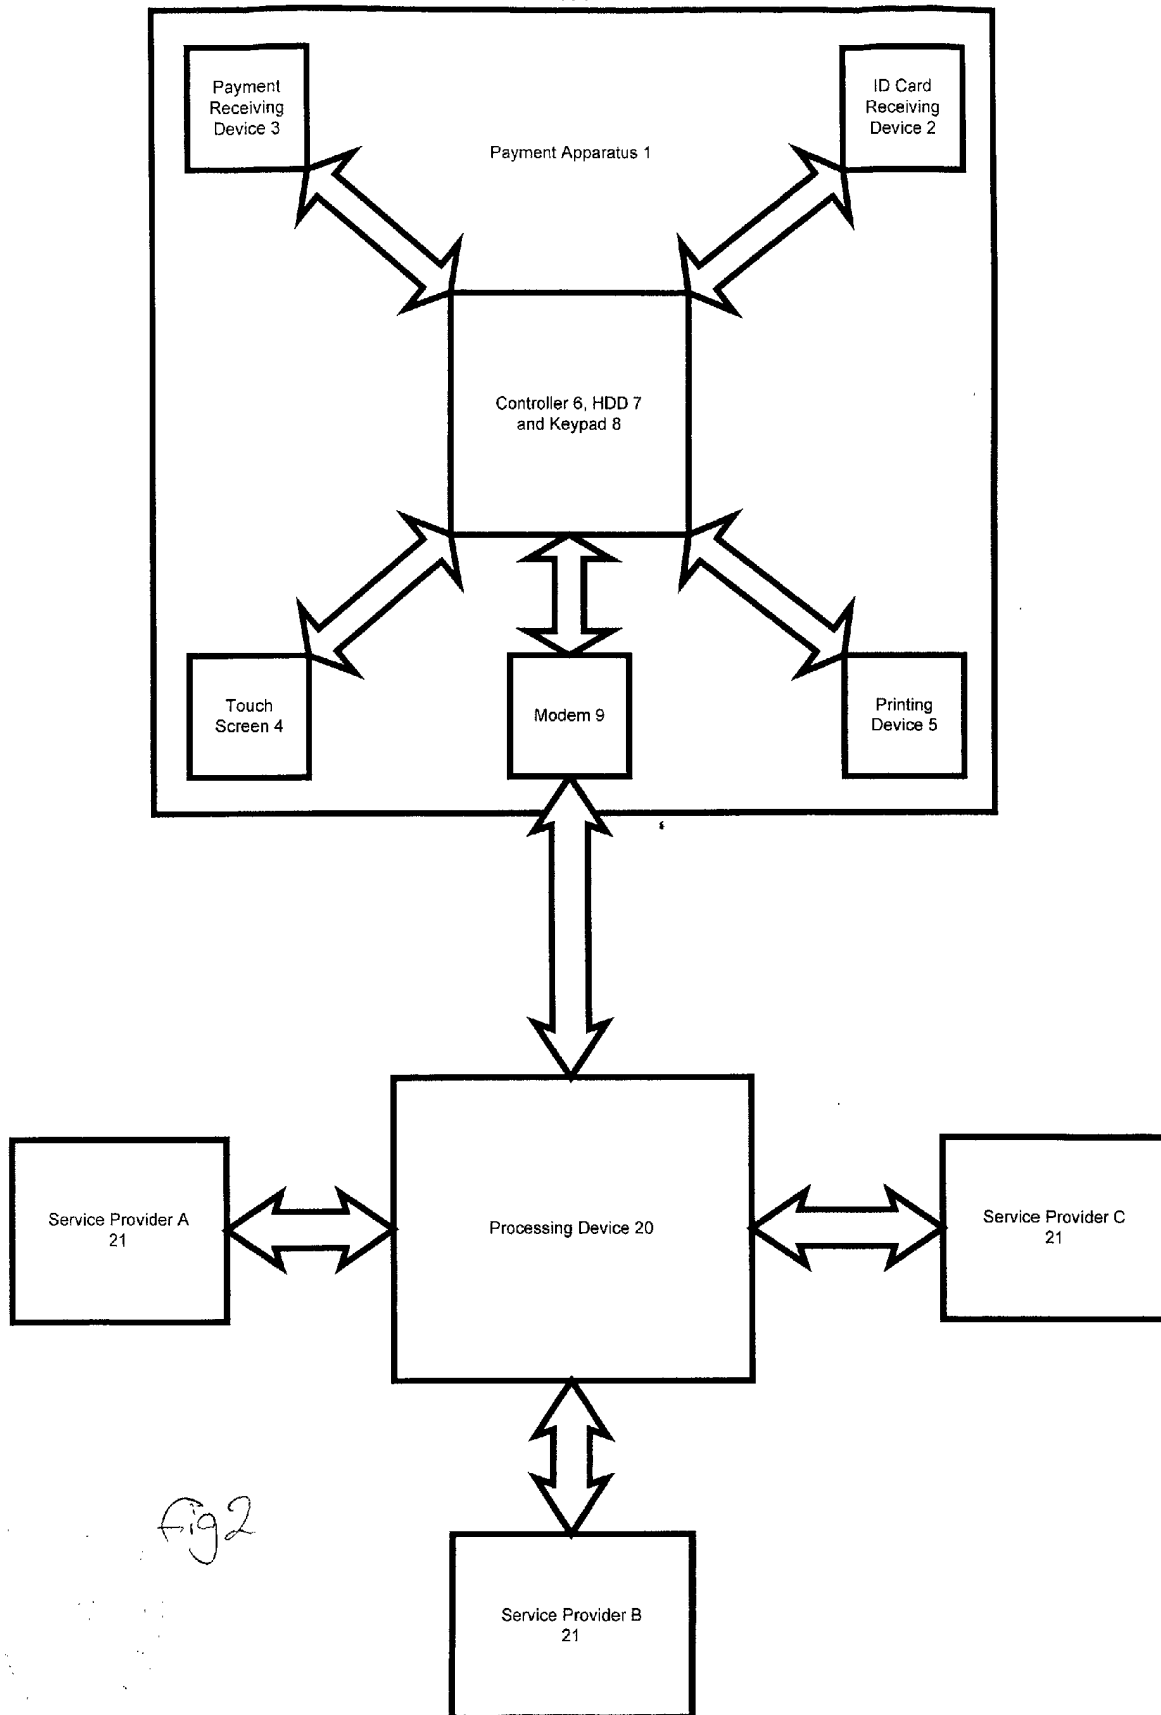 Payment
Receiving
Device 3
ID Card
Receiving
Device 2
Payment Apparatus 1
Controller 6, HDD 7
and Keypad 8
Touch
Screen 4
Modem 9
Printing
Device 5
Service Provider A
21
Processing Device 20
Service Provider C
21
Service Provider B
21
Fig 2